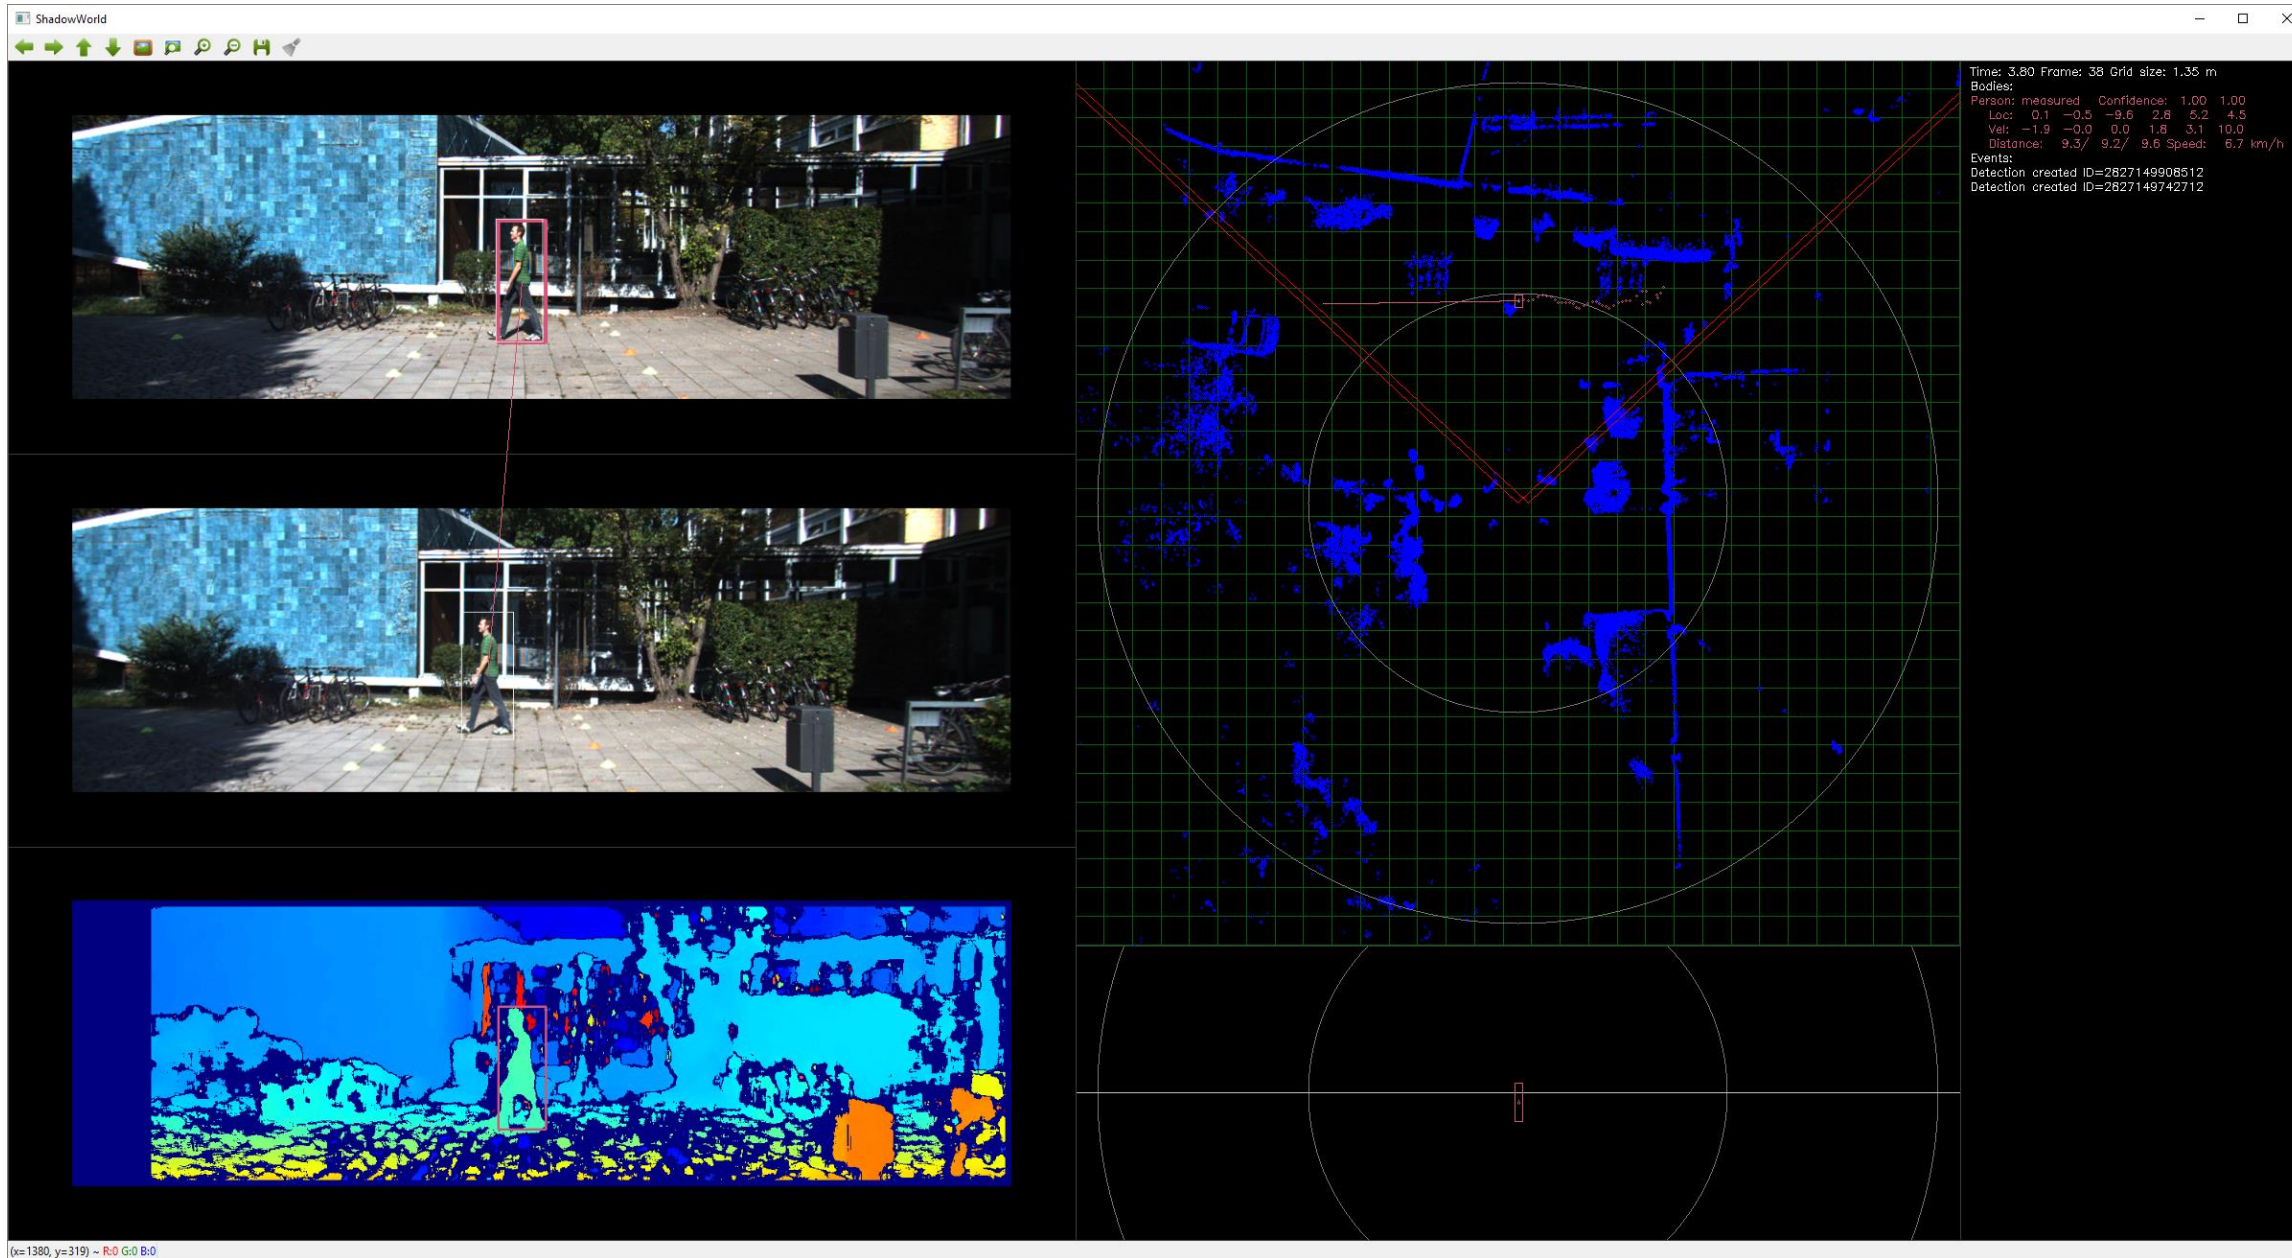 ShadowWorld
Time: 3.80 Frame: 38 Grid size: 1.35 m
Bodies:
Person: measured Confidence: 1.00 1.00
Loc: 0.1 -0.5 -9.6 2.8 5.2 4.5
Vel: -1.9 -0.0 0.0 1.8 3.1 10.0
Distance: 9.3/ 9.2/ 9.6 Speed: 6.7 km/h
Events:
Detection created ID=2827149908512
Detection created ID=2827149742712
(x=1380, y=319) ~ R:0 G:0 B:0